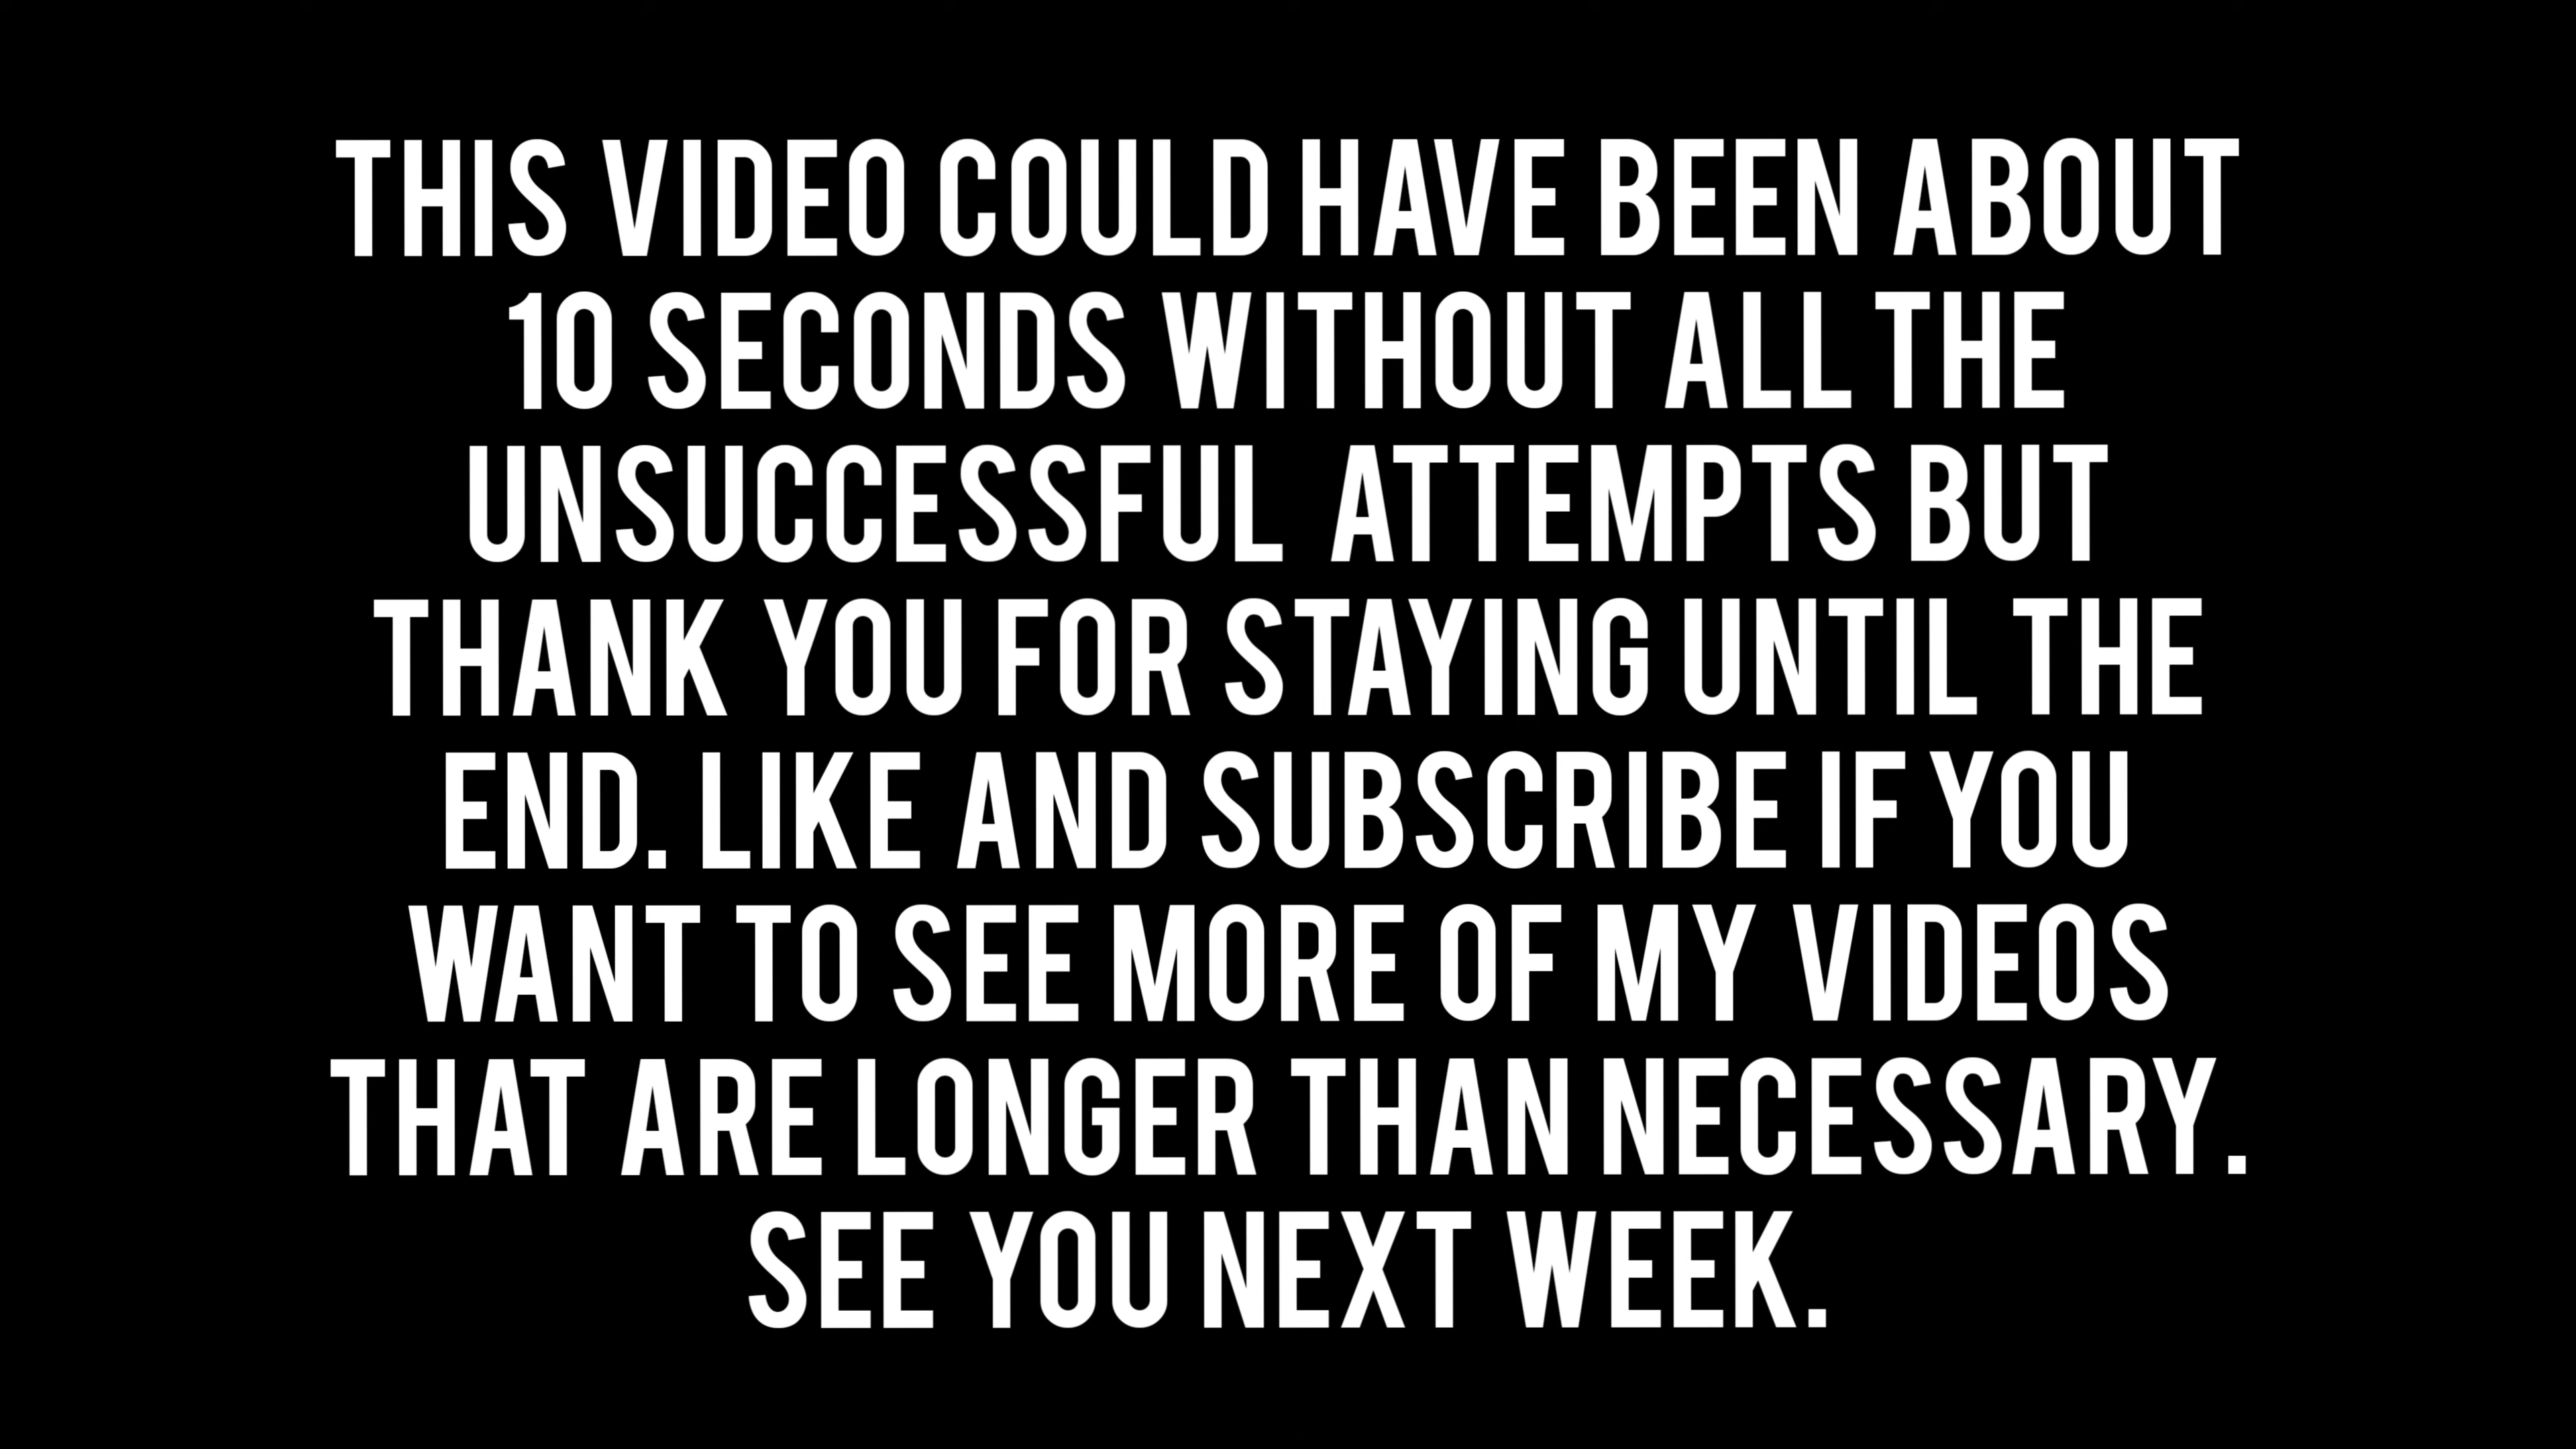 THIS VIDEO COULD HAVE BEEN ABOUT
10 SECONDS WITHOUT ALL THE
UNSUCCESSFUL ATTEMPTS BUT
THANK YOU FOR STAYING UNTIL THE
END. LIKE AND SUBSCRIBE IF YOU
WANT TO SEE MORE OF MY VIDEOS
THAT ARE LONGER THAN NECESSARY.
SEE YOU NEXT WEEK.